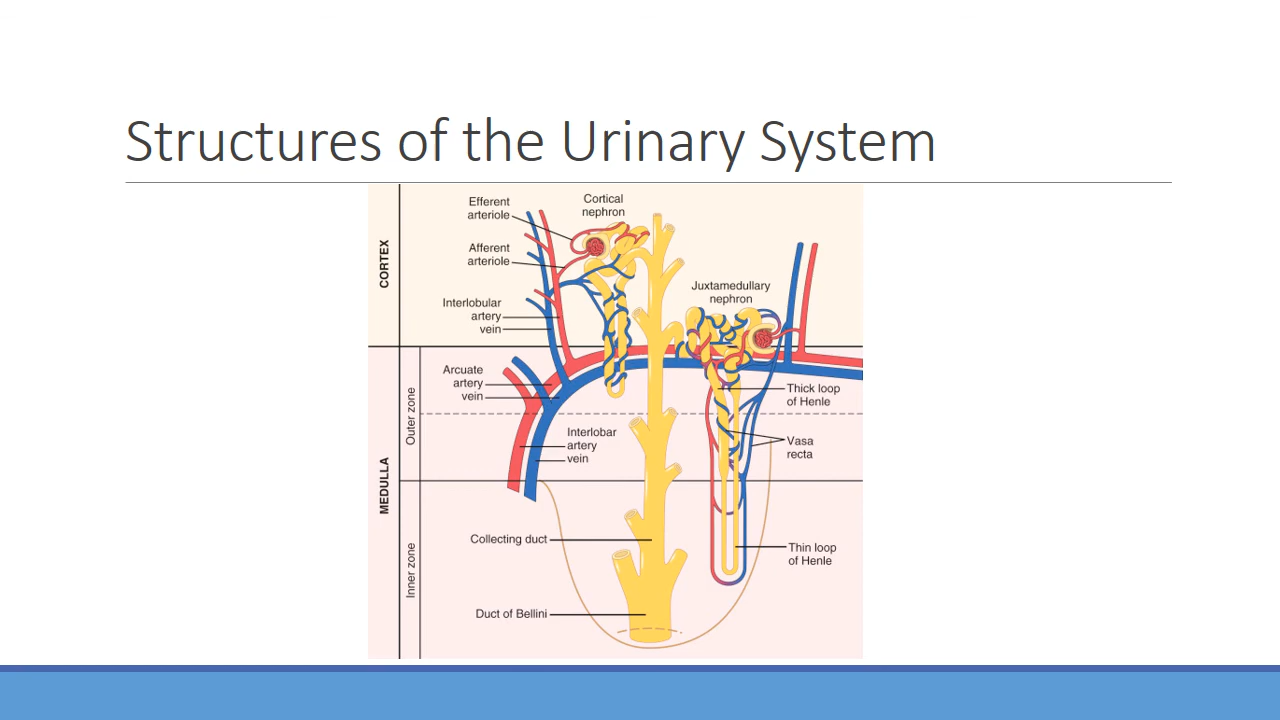 Structures of the Urinary System
Efferent
arteriole
Cortical
nephron
Afferent
arteriole
CORTEX
Juxtamedullary
nephron
Interlobular
artery
vein
Arcuate
artery
vein
Thick loop
of Henle
Outer zone
Interlobar
artery
vein
Vasa
recta
MEDULLA
Collecting duct
Thin loop
of Henle
Inner zone
Duct of Bellini